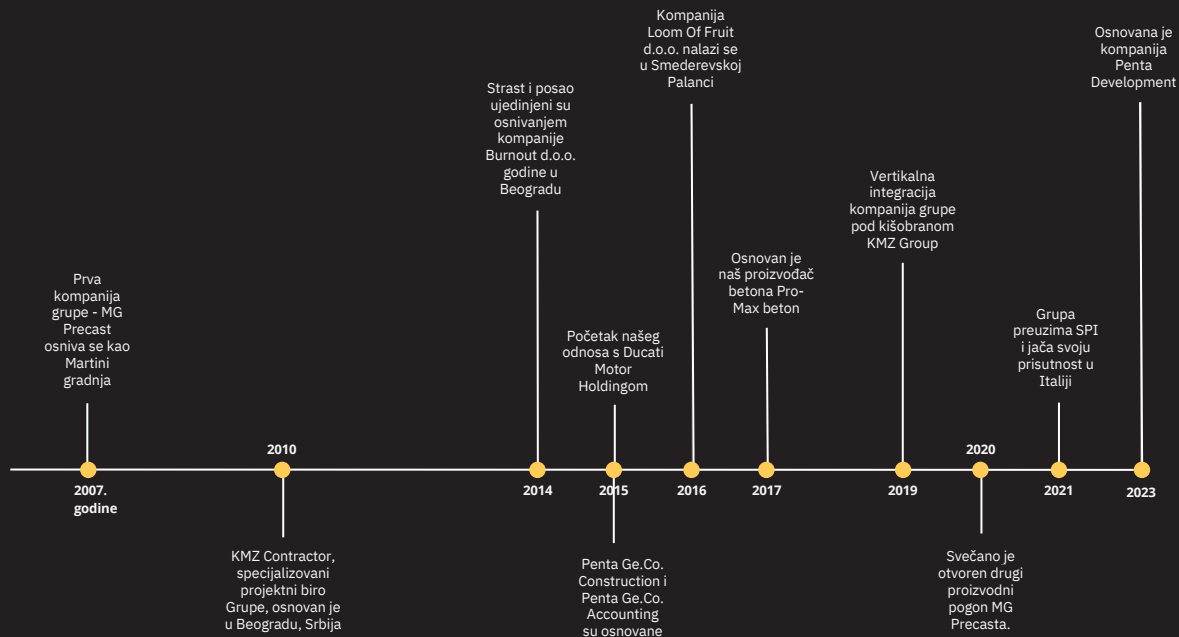 Prva
kompanija
grupe - MG
Precast
osniva se kao
Martini
gradnja
2007.
godine
2010
KMZ Contractor,
specijalizovani
projektni biro
Grupe, osnovan je
u Beogradu, Srbija
Strast i posao
ujedinjeni su
osnivanjem
kompanije
Burnout d.o.o.
godine u
Beogradu
2014
Početak našeg
odnosa s Ducati
Motor
Holdingom
2015
Penta Ge.Co.
Construction i
Penta Ge.Co.
Accounting
su osnovane
Kompanija
Loom Of Fruit
d.o.o. nalazi se
u Smederevskoj
Palanci
2016
Osnovan je
naš proizvođač
betona Pro-
Max beton
2017
Vertikalna
integracija
kompanija grupe
pod kišobranom
KMZ Group
2019
2020
Svečano je
otvoren drugi
proizvodni
pogon MG
Precasta.
Grupa
preuzima SPI
i jača svoju
prisutnost u
Italiji
2021
Osnovana je
kompanija
Penta
Development
2023